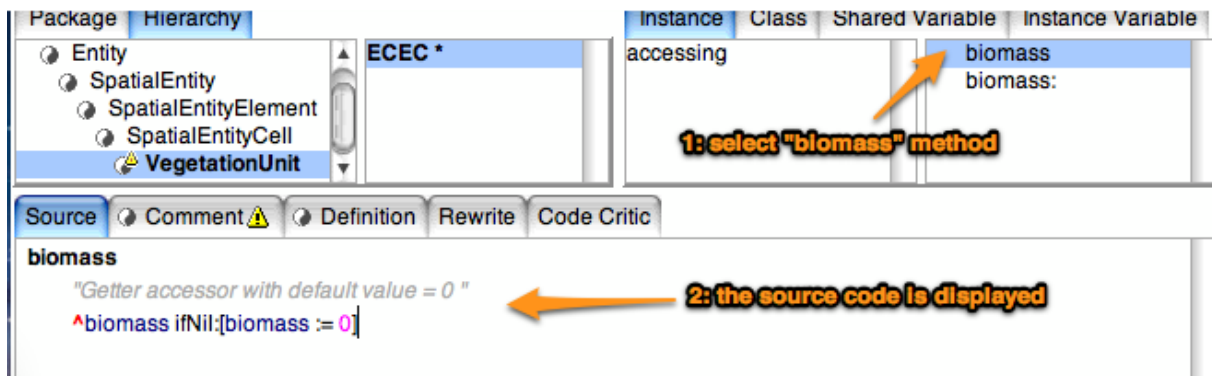 Package Hierarchy
Instance Class Shared Variable Instance Variable
Entity
SpatialEntity
SpatialEntityElement
SpatialEntityCell
VegetationUnit
ECEC *
accessing
biomass
biomass:
1: select "biomass" method
Source Comment Definition Rewrite Code Critic
biomass
"Getter accessor with default value = 0 "
^biomass ifNil:[biomass := 0]
2: the source code is displayed